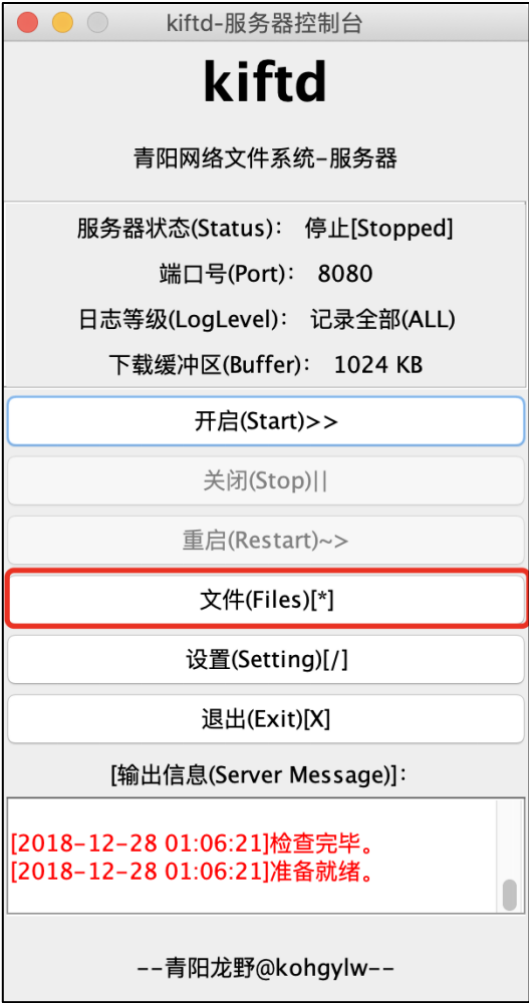 kiftd-服务器控制台
kiftd
青阳网络文件系统-服务器
服务器状态(Status)： 停止[Stopped]
端口号(Port)： 8080
日志等级(LogLevel)： 记录全部(ALL)
下载缓冲区(Buffer)： 1024 KB
开启(Start)>>
关闭(Stop)||
重启(Restart)~>
文件(Files)[*]
设置(Setting)[/]
退出(Exit)[X]
[输出信息(Server Message)]：
[2018-12-28 01:06:21]检查完毕。
[2018-12-28 01:06:21]准备就绪。
--青阳龙野@kohgylw--